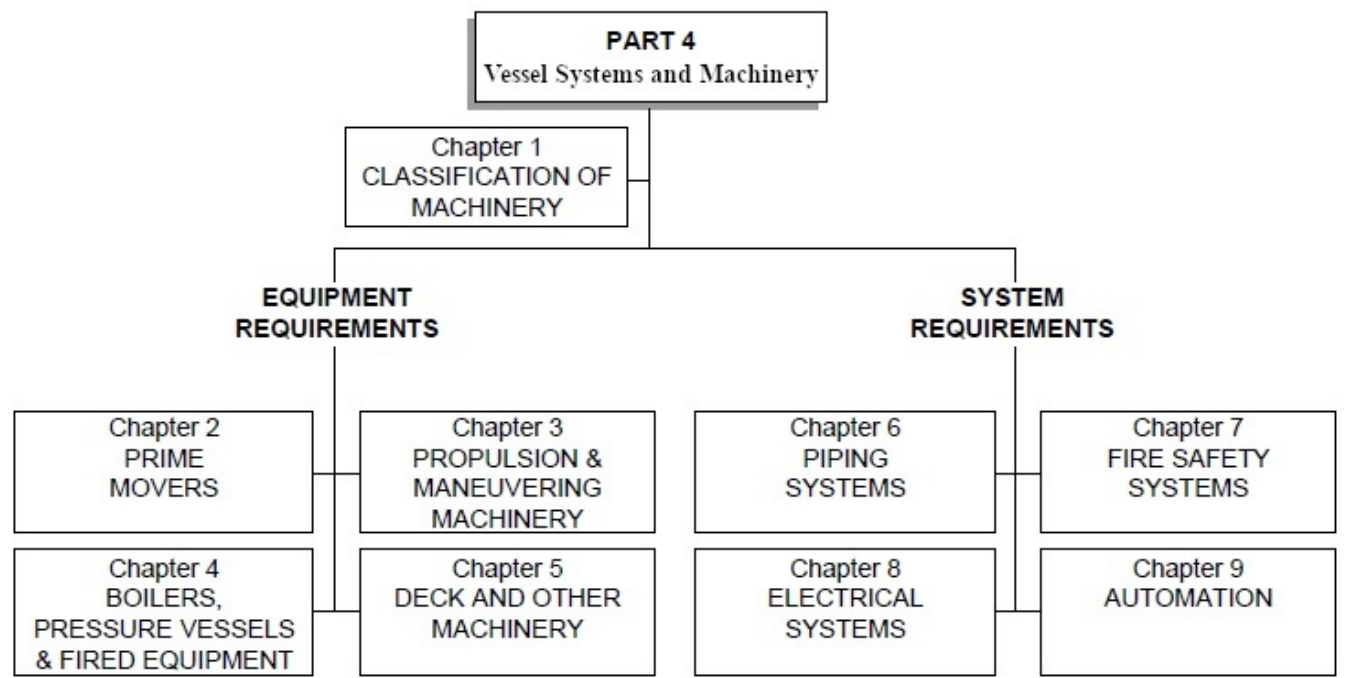 PART 4
Vessel Systems and Machinery
Chapter 1
CLASSIFICATION OF
MACHINERY
EQUIPMENT
REQUIREMENTS
SYSTEM
REQUIREMENTS
Chapter 2
PRIME
MOVERS
Chapter 3
PROPULSION &
MANEUVERING
MACHINERY
Chapter 6
PIPING
SYSTEMS
Chapter 7
FIRE SAFETY
SYSTEMS
Chapter 4
BOILERS,
PRESSURE VESSELS
& FIRED EQUIPMENT
Chapter 5
DECK AND OTHER
MACHINERY
Chapter 8
ELECTRICAL
SYSTEMS
Chapter 9
AUTOMATION